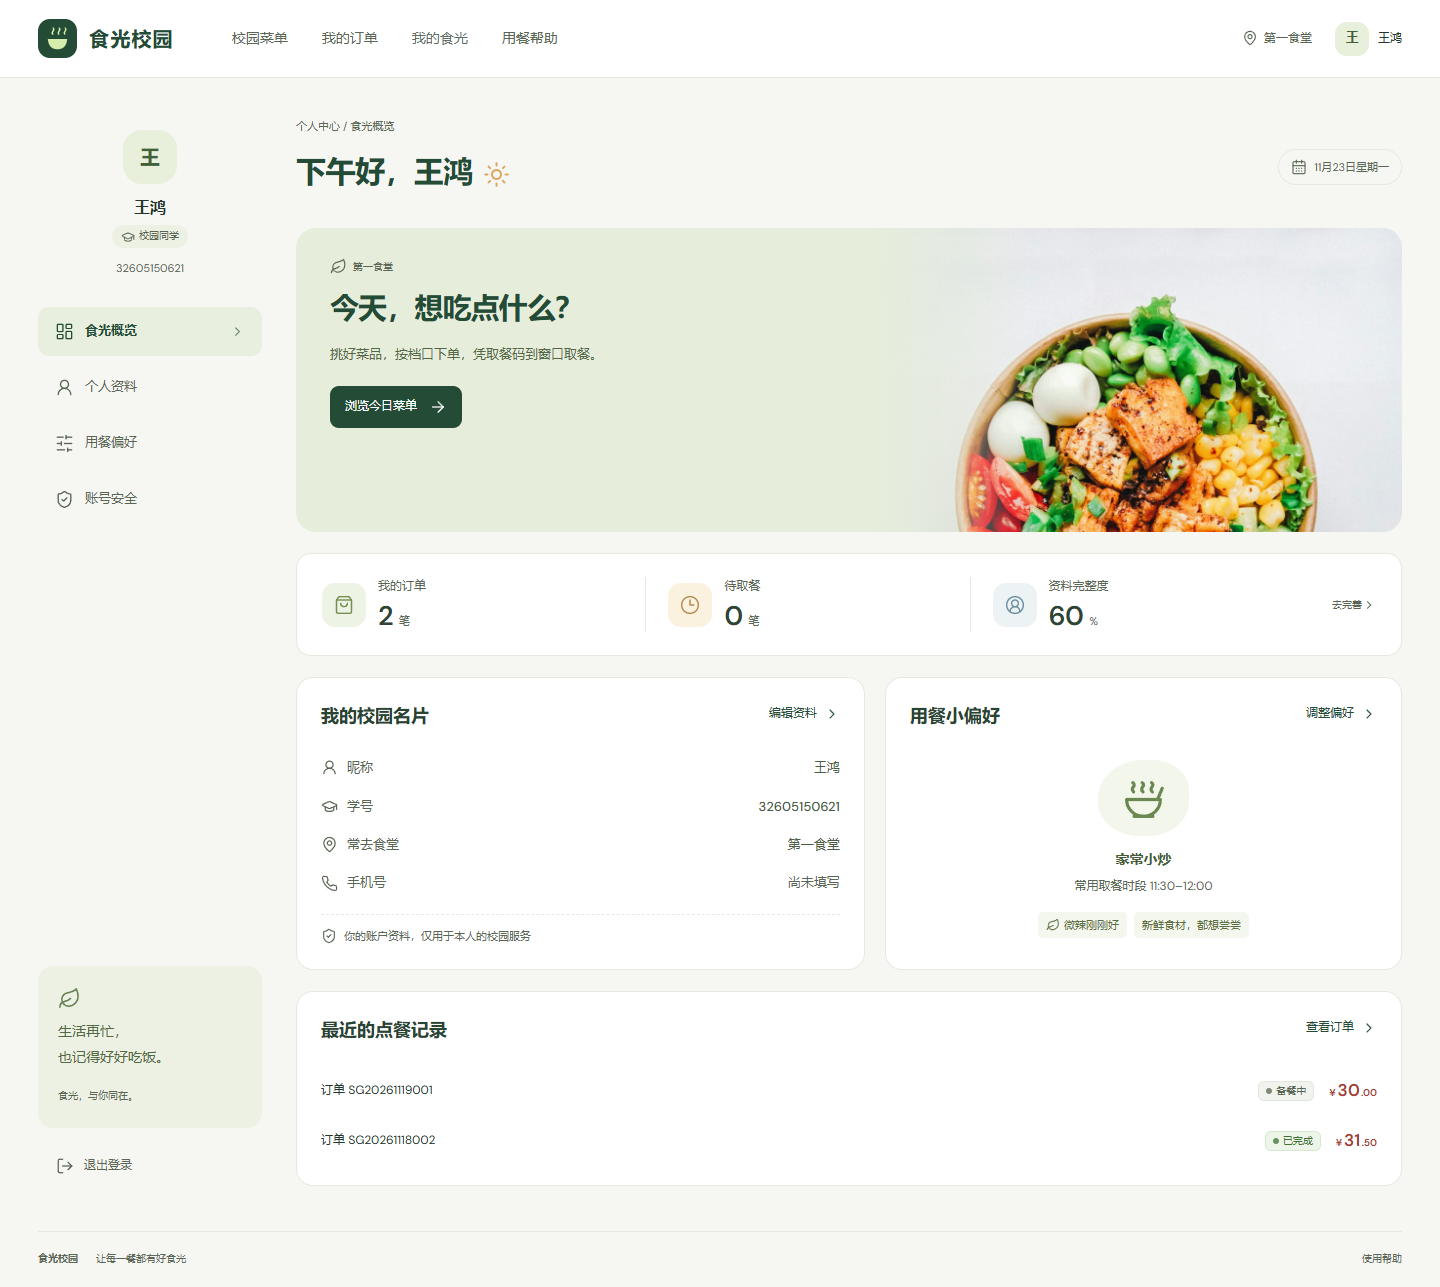 食光校园
校园菜单
我的订单
我的食光
用餐帮助
第一食堂
王
王鸿
王
王鸿
校园同学
32605150621
食光概览
个人资料
用餐偏好
账号安全
生活再忙，
也记得好好吃饭。
食光，与你同在。
退出登录
个人中心 / 食光概览
下午好，王鸿
11月23日星期一
第一食堂
今天，想吃点什么？
挑好菜品，按档口下单，凭取餐码到窗口取餐。
浏览今日菜单
我的订单
2 笔
待取餐
0 笔
资料完整度
60 %
去完善
我的校园名片
编辑资料
昵称 王鸿
学号 32605150621
常去食堂 第一食堂
手机号 尚未填写
你的账户资料，仅用于本人的校园服务
用餐小偏好
调整偏好
家常小炒
常用取餐时段 11:30–12:00
微辣刚刚好
新鲜食材，都想尝尝
最近的点餐记录
查看订单
订单 SG20261119001 备餐中 ¥30.00
订单 SG20261118002 已完成 ¥31.50
食光校园 让每一餐都有好食光
使用帮助